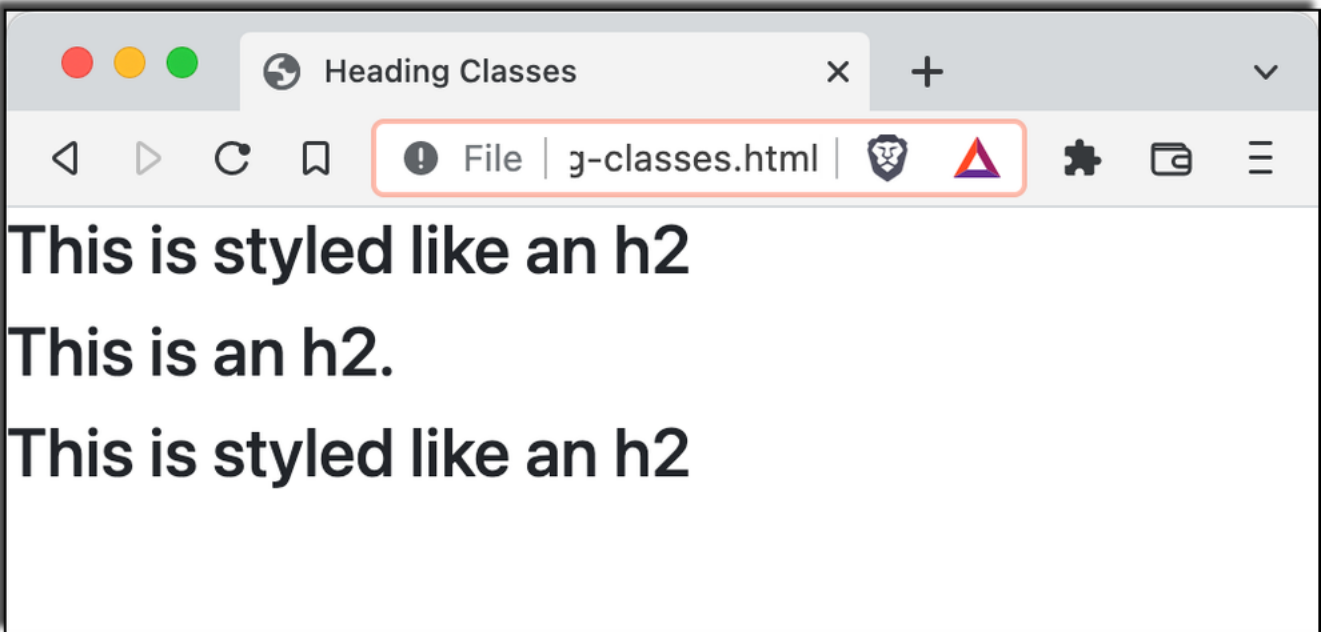 Heading Classes
File g-classes.html
This is styled like an h2
This is an h2.
This is styled like an h2